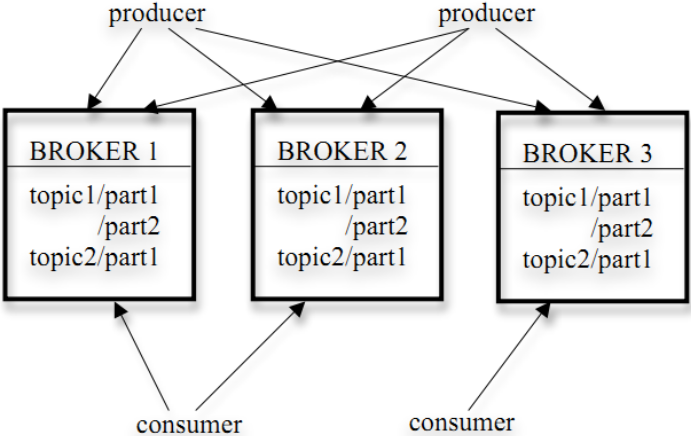 producer
producer
BROKER 1
topic1/part1
/part2
topic2/part1
BROKER 2
topic1/part1
/part2
topic2/part1
BROKER 3
topic1/part1
/part2
topic2/part1
consumer
consumer